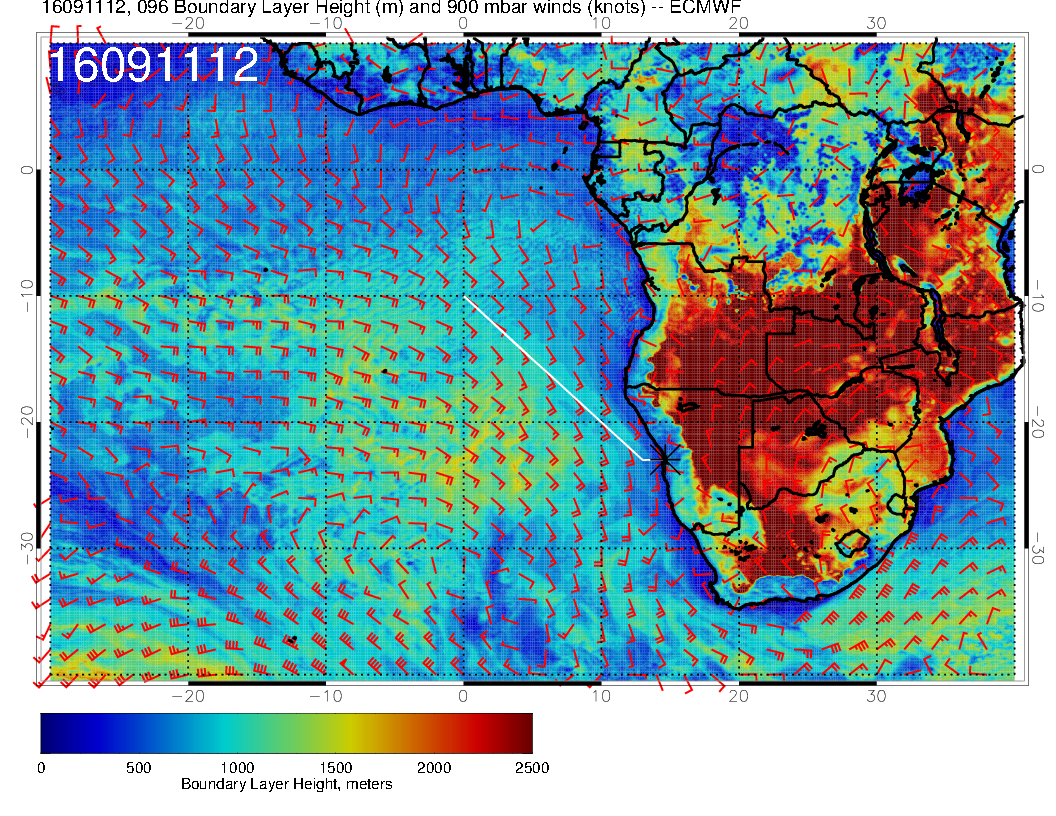 16091112, 096 Boundary Layer Height (m) and 900 mbar winds (knots) -- ECMWF
−20 −10 0 10 20 30
16091112
0 0
−10 −10
−20 −20
−30 −30
−20 −10 0 10 20 30
0 500 1000 1500 2000 2500
Boundary Layer Height, meters